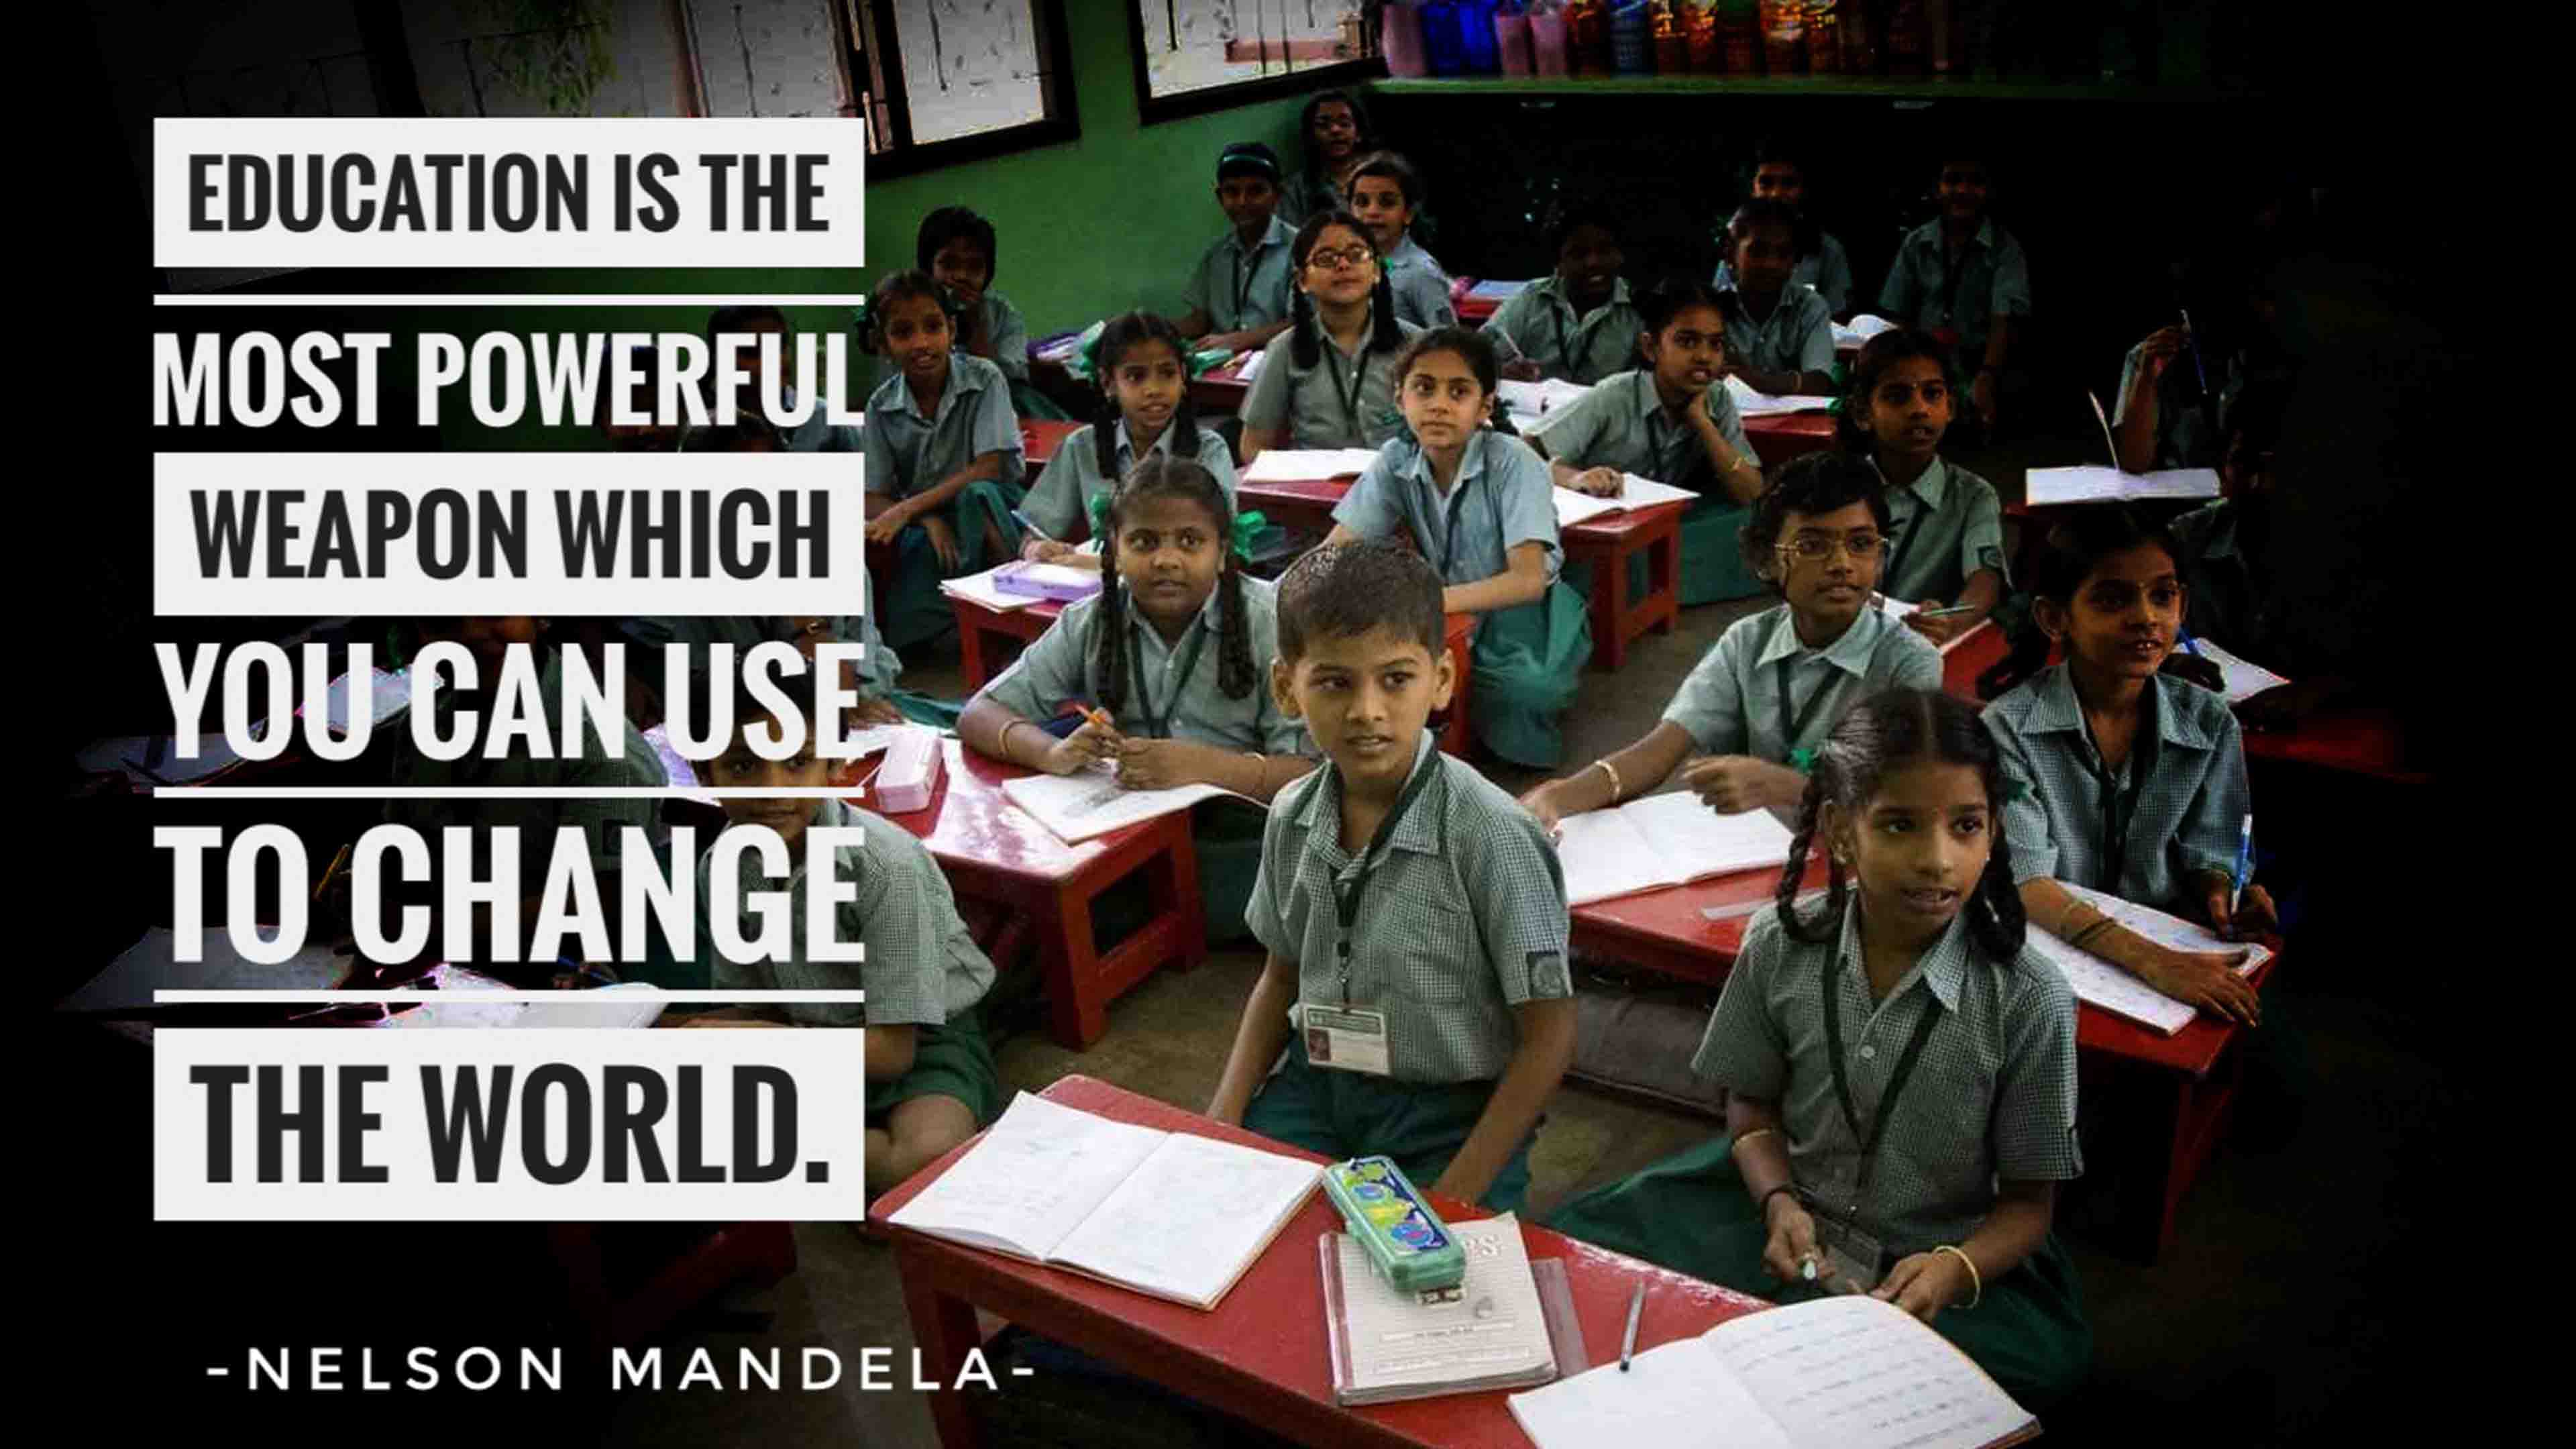 EDUCATION IS THE
MOST POWERFUL
WEAPON WHICH
YOU CAN USE
TO CHANGE
THE WORLD.
-NELSON MANDELA-